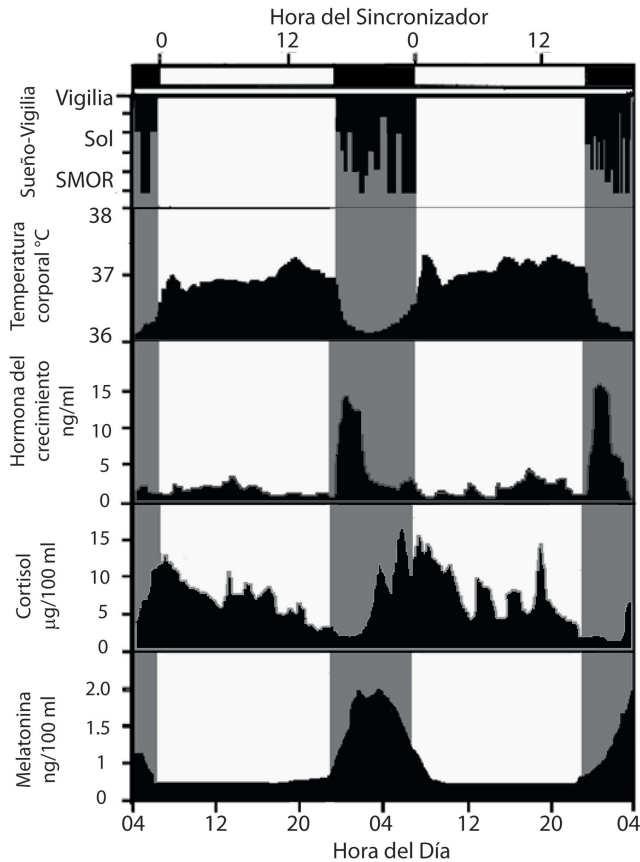 Hora del Sincronizador
0 12 0 12
Sueño-Vigilia
Vigilia
Sol
SMOR
Temperatura
corporal °C
38
37
36
Hormona del
crecimiento
ng/ml
15
10
5
0
Cortisol
µg/100 ml
15
10
5
0
Melatonina
ng/100 ml
2.0
1.5
1
0
04 12 20 04 12 20 04
Hora del Día